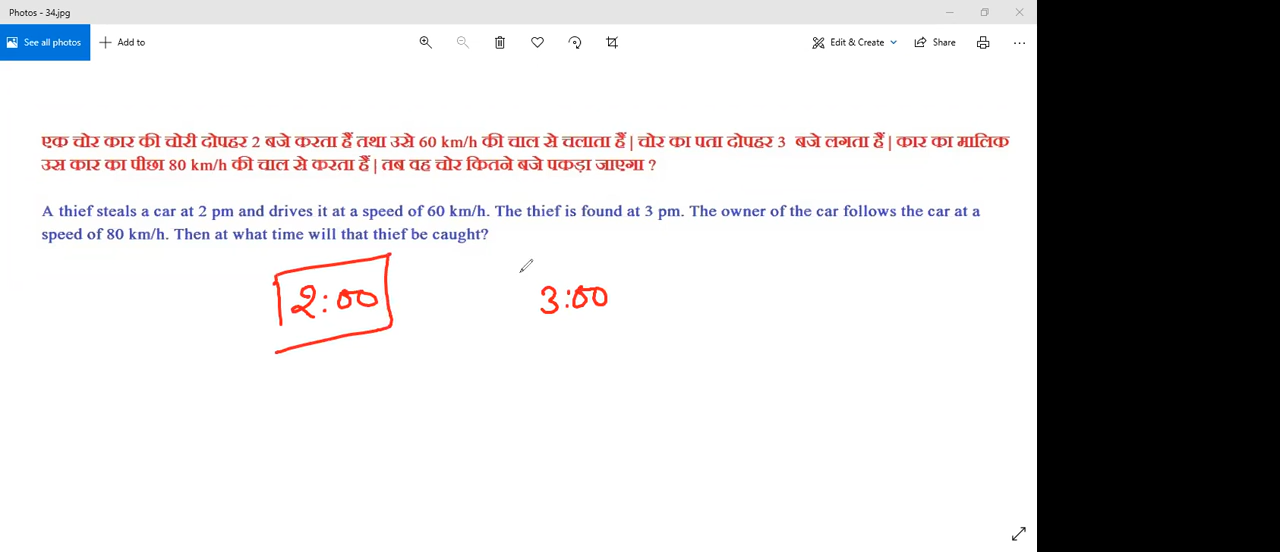 Photos - 34.jpg
See all photos Add to Edit & Create Share
एक चोर कार की चोरी दोपहर 2 बजे करता हैं तथा उसे 60 km/h की चाल से चलाता हैं | चोर का पता दोपहर 3 बजे लगता हैं | कार का मालिक
उस कार का पीछा 80 km/h की चाल से करता हैं | तब वह चोर कितने बजे पकड़ा जाएगा ?
A thief steals a car at 2 pm and drives it at a speed of 60 km/h. The thief is found at 3 pm. The owner of the car follows the car at a
speed of 80 km/h. Then at what time will that thief be caught?
2:00 3:00